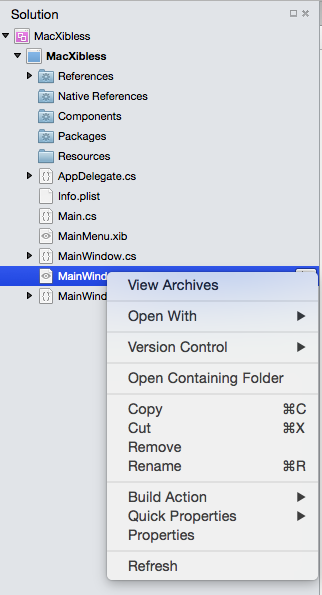 Solution
MacXibless
MacXibless
References
Native References
Components
Packages
Resources
AppDelegate.cs
Info.plist
Main.cs
MainMenu.xib
MainWindow.cs
View Archives
Open With
Version Control
Open Containing Folder
Copy ⌘C
Cut ⌘X
Remove
Rename ⌘R
Build Action
Quick Properties
Properties
Refresh